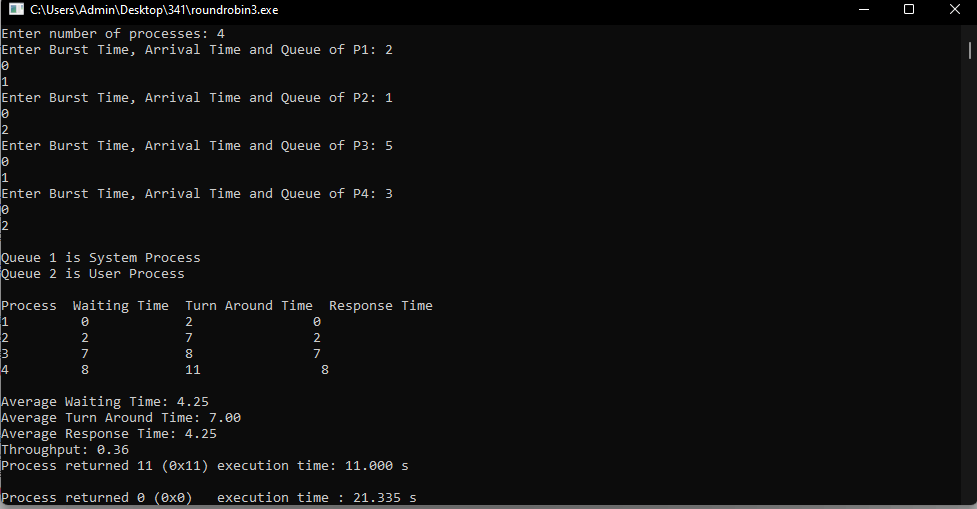 C:\Users\Admin\Desktop\341\roundrobin3.exe
Enter number of processes: 4
Enter Burst Time, Arrival Time and Queue of P1: 2
0
1
Enter Burst Time, Arrival Time and Queue of P2: 1
0
2
Enter Burst Time, Arrival Time and Queue of P3: 5
0
1
Enter Burst Time, Arrival Time and Queue of P4: 3
0
2
Queue 1 is System Process
Queue 2 is User Process
Process  Waiting Time  Turn Around Time  Response Time
1         0            2               0
2         2            7               2
3         7            8               7
4         8            11               8
Average Waiting Time: 4.25
Average Turn Around Time: 7.00
Average Response Time: 4.25
Throughput: 0.36
Process returned 11 (0x11) execution time: 11.000 s
Process returned 0 (0x0)   execution time : 21.335 s